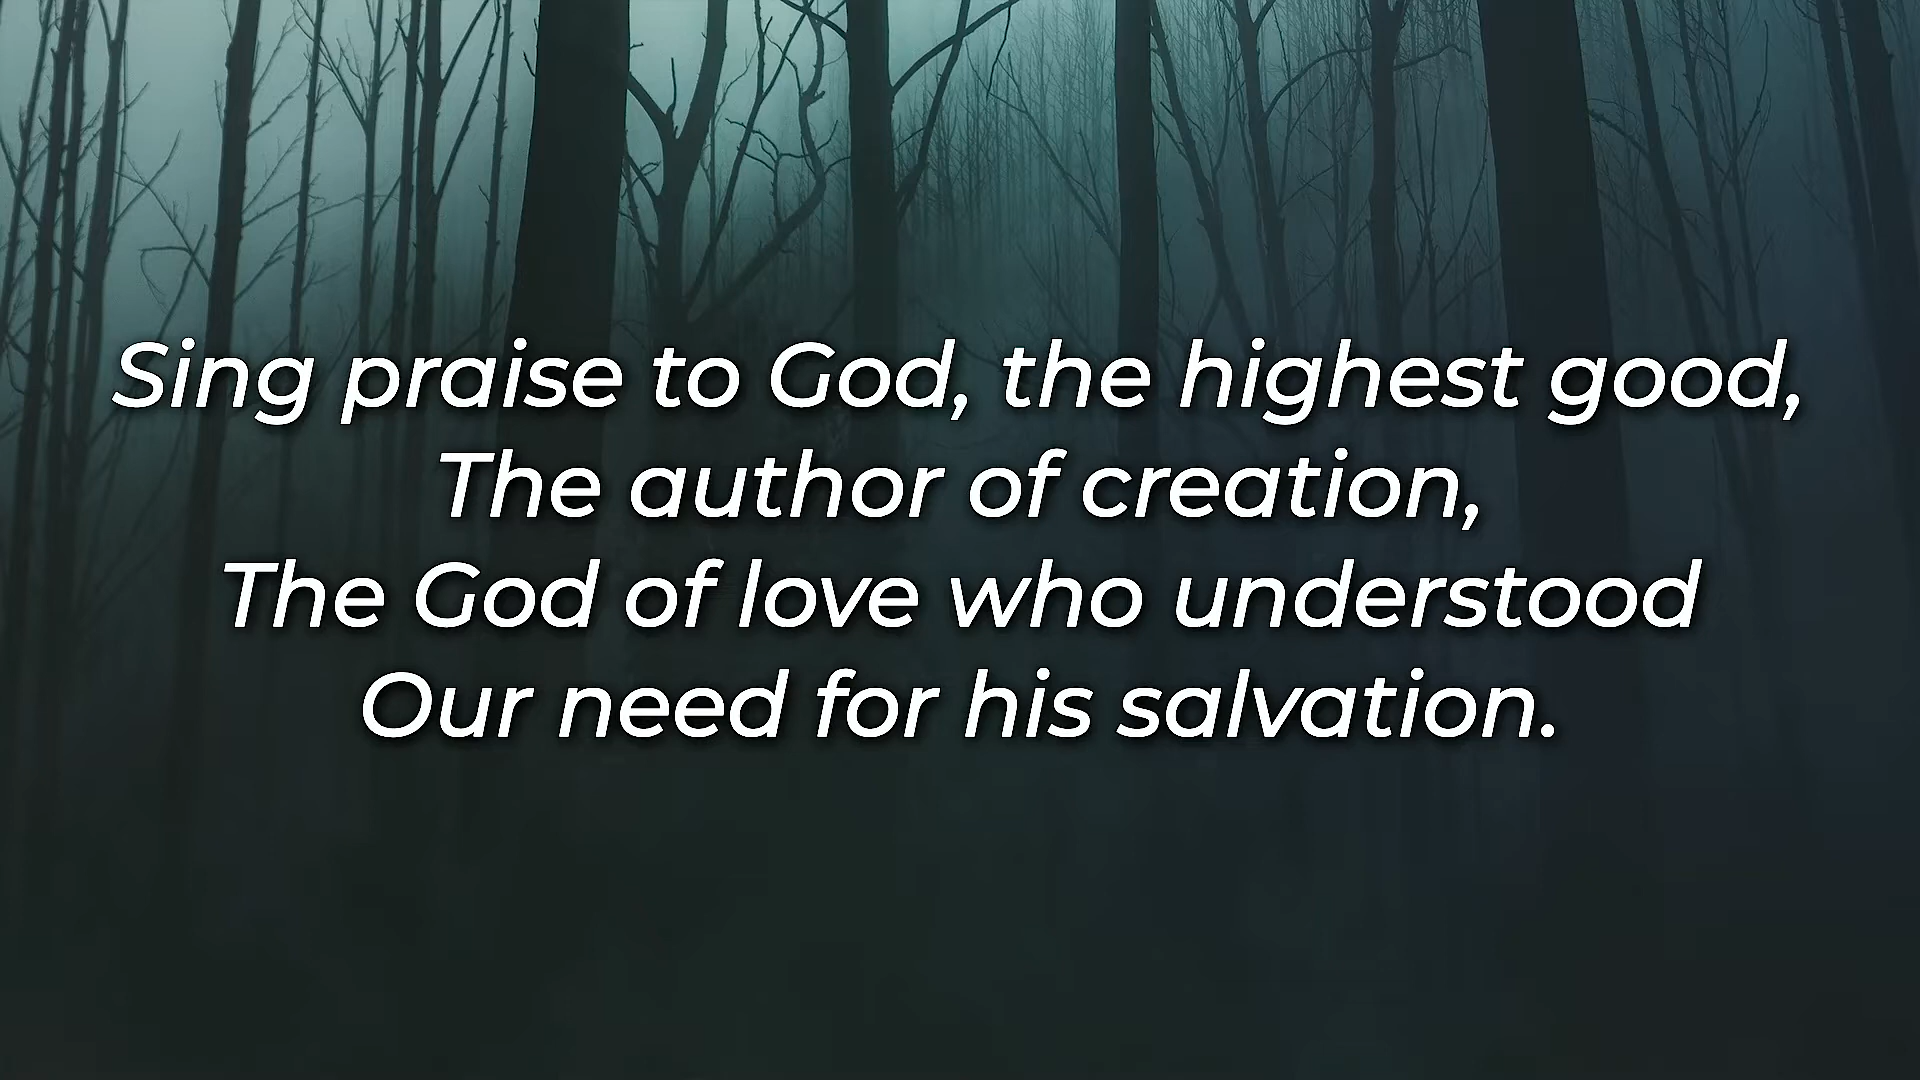 Sing praise to God, the highest good,
The author of creation,
The God of love who understood
Our need for his salvation.